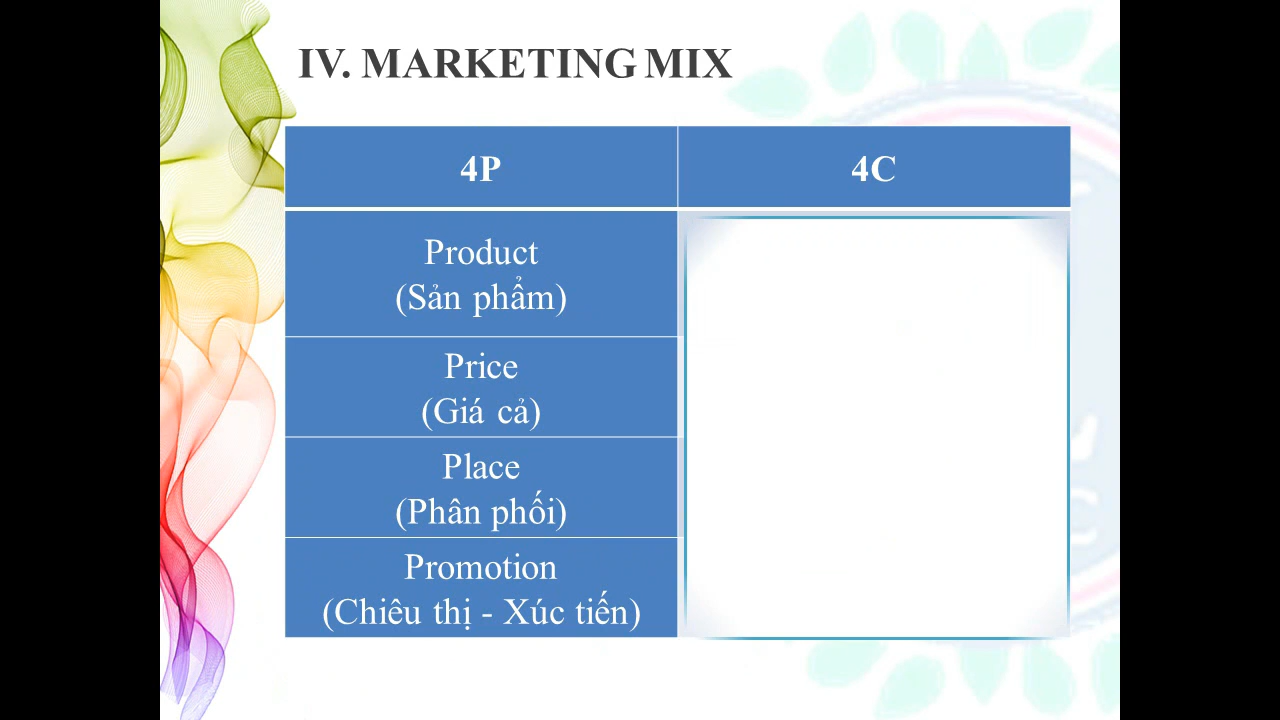 IV. MARKETING MIX
4P
4C
Product
(Sản phẩm)
Price
(Giá cả)
Place
(Phân phối)
Promotion
(Chiêu thị - Xúc tiến)